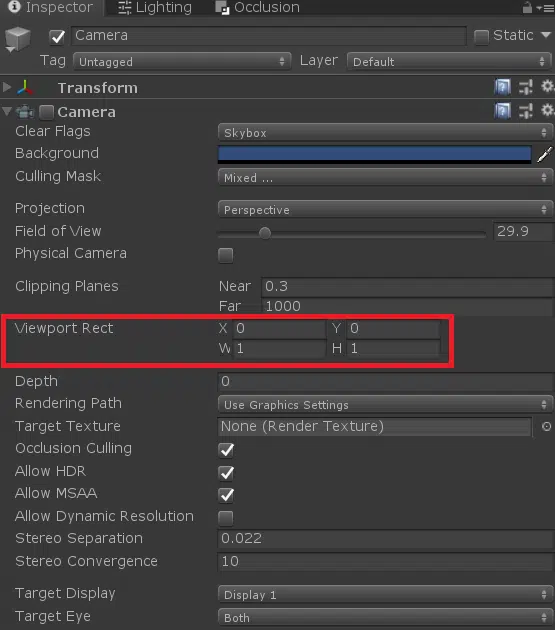 Inspector Lighting Occlusion
Camera Static
Tag Untagged Layer Default
Transform
Camera
Clear Flags Skybox
Background
Culling Mask Mixed ...
Projection Perspective
Field of View 29.9
Physical Camera
Clipping Planes Near 0.3
Far 1000
Viewport Rect X 0 Y 0
W 1 H 1
Depth 0
Rendering Path Use Graphics Settings
Target Texture None (Render Texture)
Occlusion Culling
Allow HDR
Allow MSAA
Allow Dynamic Resolution
Stereo Separation 0.022
Stereo Convergence 10
Target Display Display 1
Target Eye Both